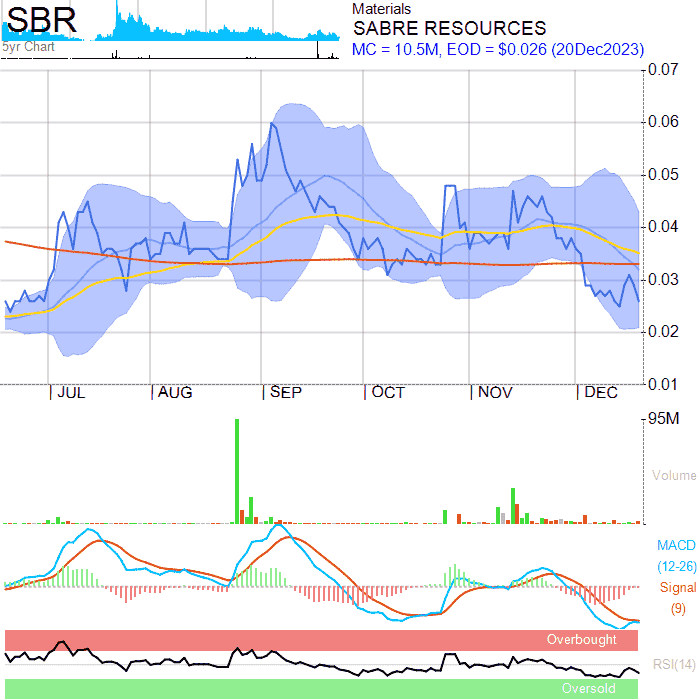 SBR
5yr Chart
Materials
SABRE RESOURCES
MC = 10.5M, EOD = $0.026 (20Dec2023)
0.07
0.06
0.05
0.04
0.03
0.02
0.01
JUL AUG SEP OCT NOV DEC
95M
Volume
MACD
(12-26)
Signal
(9)
Overbought
RSI(14)
Oversold